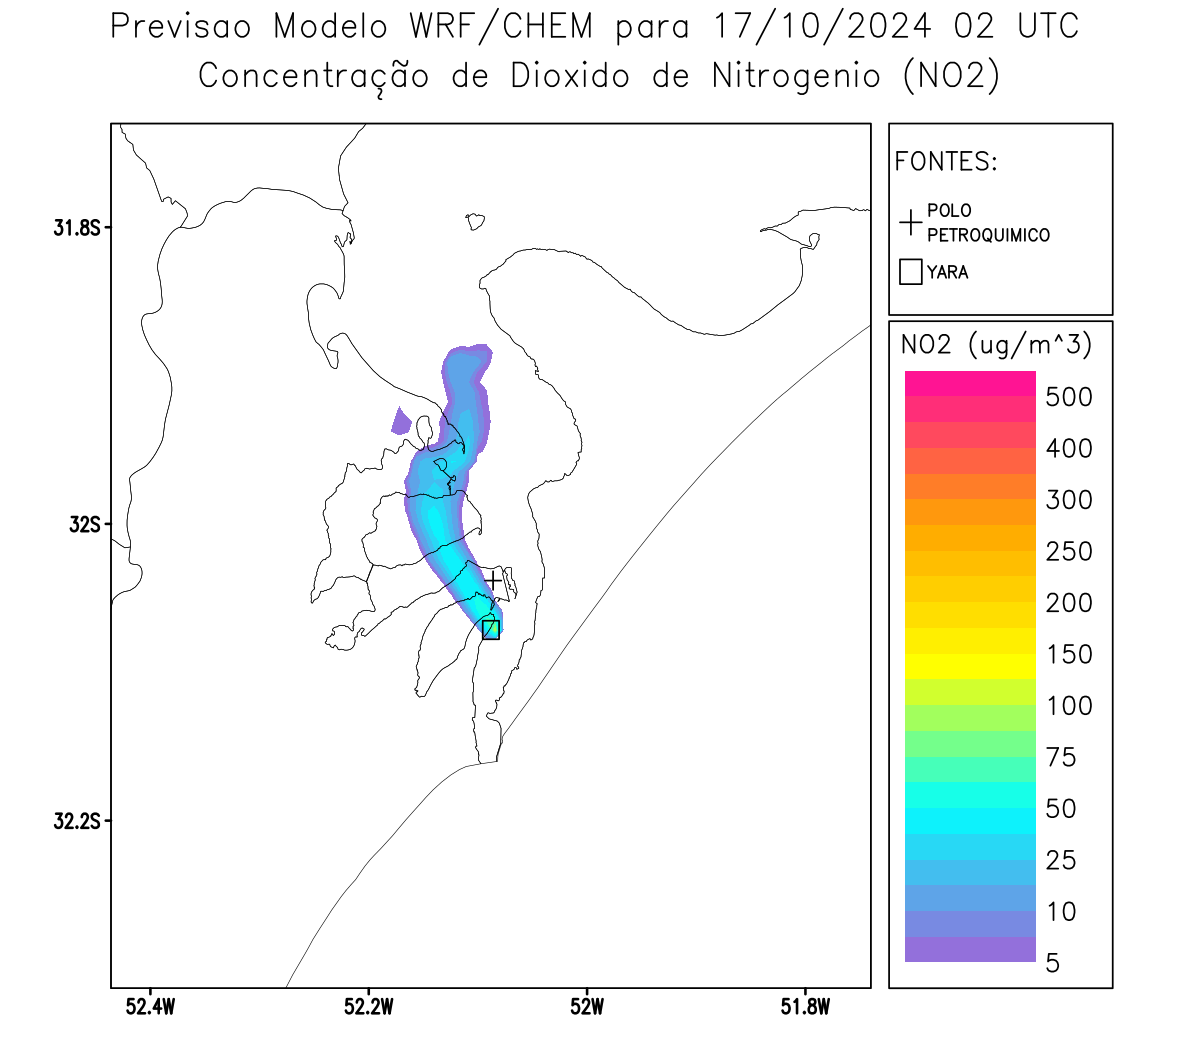 Previsao Modelo WRF/CHEM para 17/10/2024 02 UTC
Concentração de Dioxido de Nitrogenio (NO2)
FONTES:
POLO
PETROQUIMICO
YARA
NO2 (ug/m^3)
500
400
300
250
200
150
100
75
50
25
10
5
31.8S
32S
32.2S
52.4W
52.2W
52W
51.8W